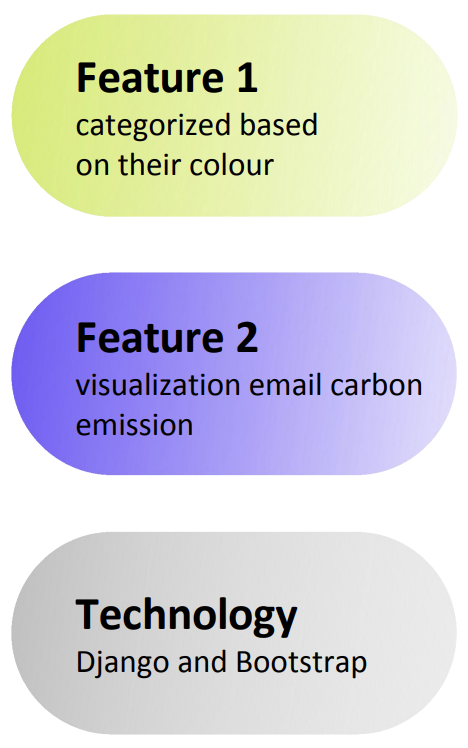 Feature 1
categorized based
on their colour
Feature 2
visualization email carbon
emission
Technology
Django and Bootstrap